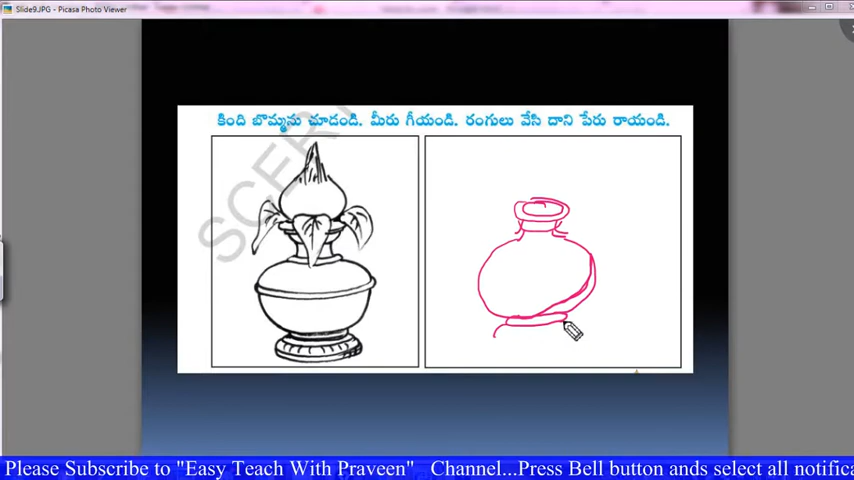 Slide9.JPG - Picasa Photo Viewer
కింది బొమ్మను చూడండి. మీరు గీయండి. రంగులు వేసి దాని పేరు రాయండి.
SCERT
Please Subscribe to "Easy Teach With Praveen" Channel...Press Bell button ands select all notifica